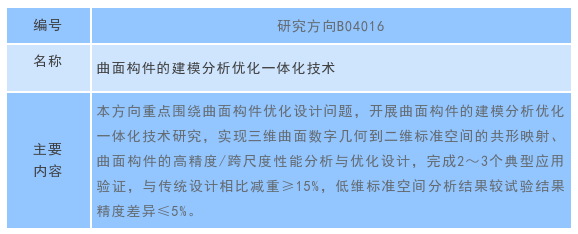 编号
研究方向B04016
名称
曲面构件的建模分析优化一体化技术
主要
内容
本方向重点围绕曲面构件优化设计问题，开展曲面构件的建模分析优化
一体化技术研究，实现三维曲面数字几何到二维标准空间的共形映射、
曲面构件的高精度/跨尺度性能分析与优化设计，完成2～3个典型应用
验证，与传统设计相比减重≥15%，低维标准空间分析结果较试验结果
精度差异≤5%。